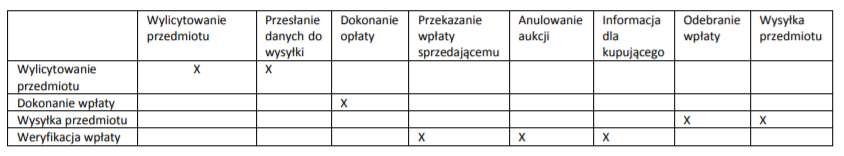 Wylicytowanie Przesłanie Dokonanie Przekazanie Anulowanie Informacja Odebranie Wysyłka
przedmiotu danych do opłaty wpłaty aukcji dla wpłaty przedmiotu
wysyłki sprzedającemu kupującego
Wylicytowanie X X
przedmiotu
Dokonanie wpłaty X
Wysyłka przedmiotu X X
Weryfikacja wpłaty X X X